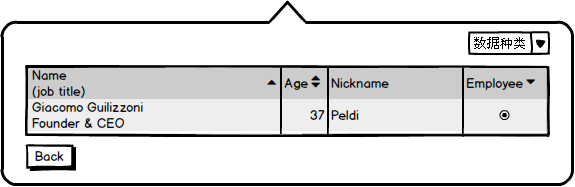 数据种类
Name
(job title)
Age
Nickname
Employee
Giacomo Guilizzoni
Founder & CEO
37
Peldi
Back